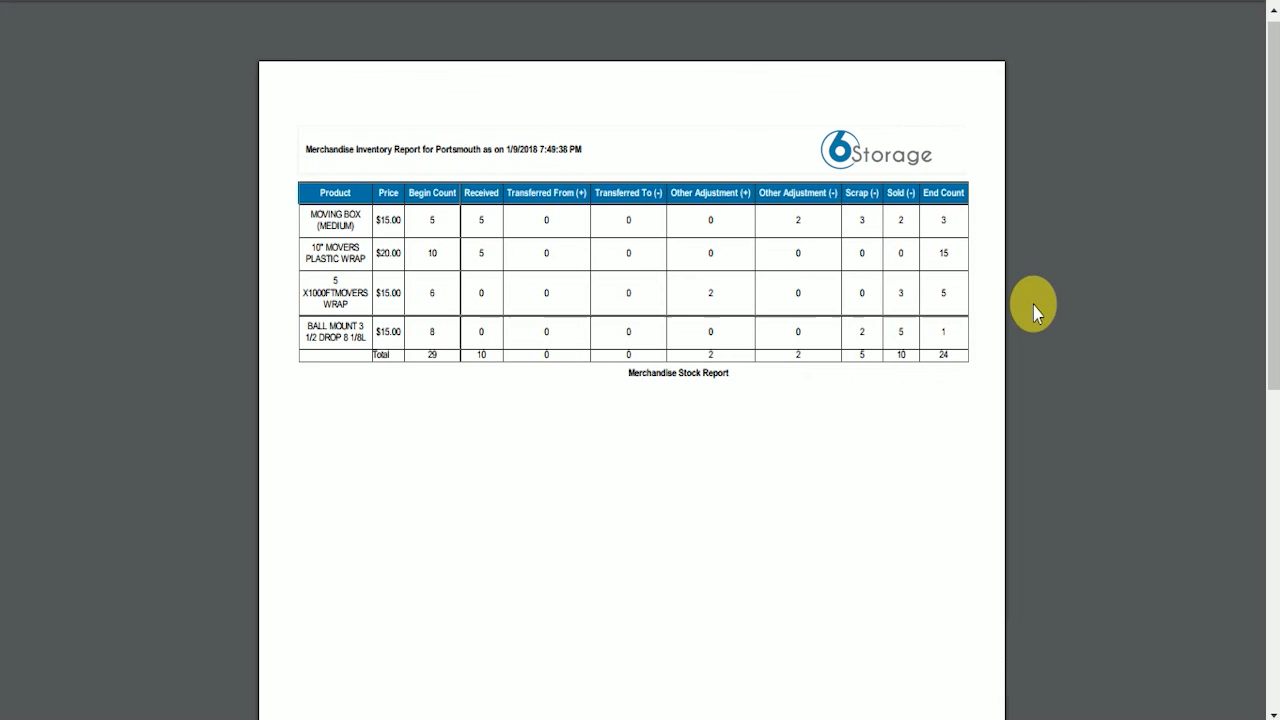 Merchandise Inventory Report for Portsmouth as on 1/9/2018 7:49:38 PM
6Storage
Product Price Begin Count Received Transferred From (+) Transferred To (-) Other Adjustment (+) Other Adjustment (-) Scrap (-) Sold (-) End Count
MOVING BOX
(MEDIUM) $15.00 5 5 0 0 0 2 3 2 3
10" MOVERS
PLASTIC WRAP $20.00 10 5 0 0 0 0 0 0 15
5
X1000FTMOVERS $15.00 6 0 0 0 2 0 0 3 5
WRAP
BALL MOUNT 3
1/2 DROP 8 1/8L $15.00 8 0 0 0 0 0 2 5 1
Total 29 10 0 0 2 2 5 10 24
Merchandise Stock Report